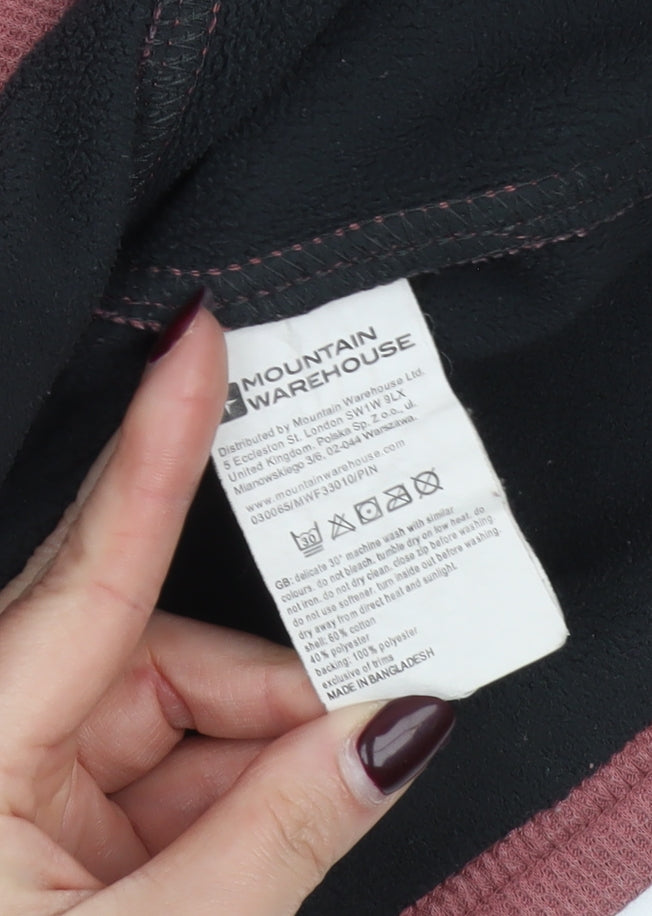 MOUNTAIN
WAREHOUSE
Distributed by Mountain Warehouse Ltd.
5 Eccleston St. London SW1W 9LX
United Kingdom. Polska Sp. Z o.o., ul.
Mianowskiego 3/6, 02-044 Warszawa.
www.mountainwarehouse.com
030065/MWF33010/PIN
30
GB: delicate 30° machine wash with similar
colours. do not bleach. tumble dry on low heat. do
not iron. do not dry clean. close zip before washing
do not use softener. turn inside out before washing.
dry away from direct heat and sunlight.
shell: 60% cotton
40% polyester
backing: 100% polyester
exclusive of trims
MADE IN BANGLADESH